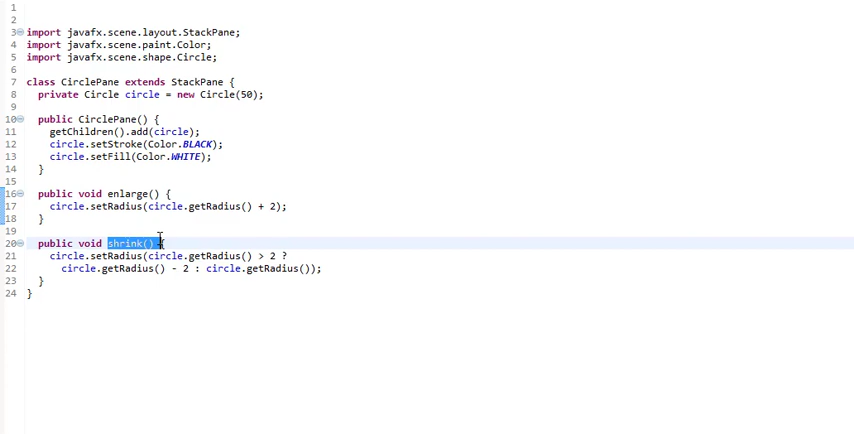 1
2
3 import javafx.scene.layout.StackPane;
4 import javafx.scene.paint.Color;
5 import javafx.scene.shape.Circle;
6
7 class CirclePane extends StackPane {
8 private Circle circle = new Circle(50);
9
10 public CirclePane() {
11 getChildren().add(circle);
12 circle.setStroke(Color.BLACK);
13 circle.setFill(Color.WHITE);
14 }
15
16 public void enlarge() {
17 circle.setRadius(circle.getRadius() + 2);
18 }
19
20 public void shrink() {
21 circle.setRadius(circle.getRadius() > 2 ?
22 circle.getRadius() - 2 : circle.getRadius());
23 }
24 }